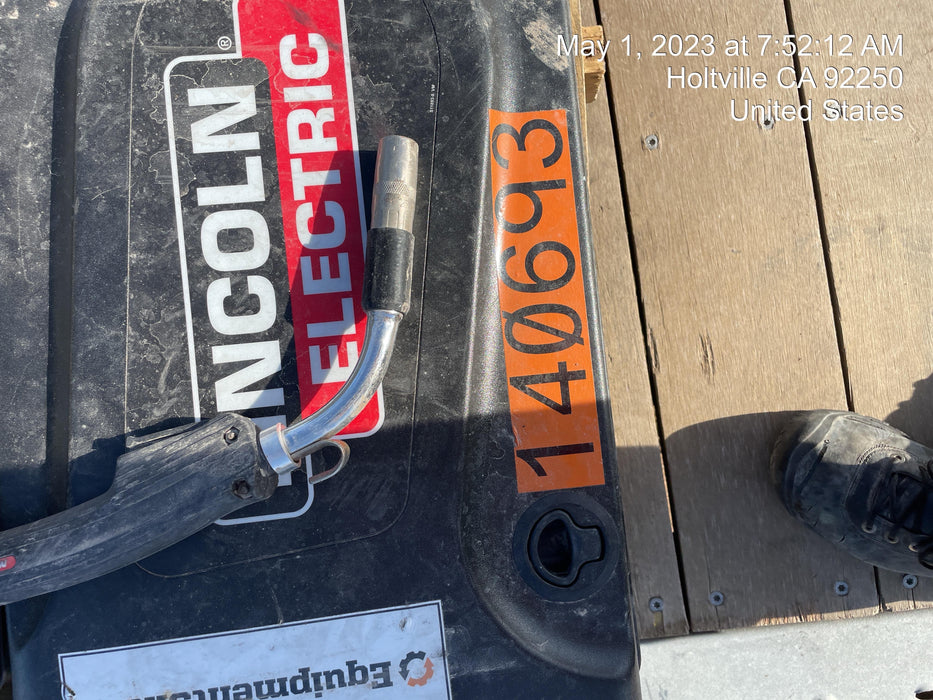 May 1, 2023 at 7:52:12 AM
Holtville CA 92250
United States
LINCOLN ®
ELECTRIC
140693